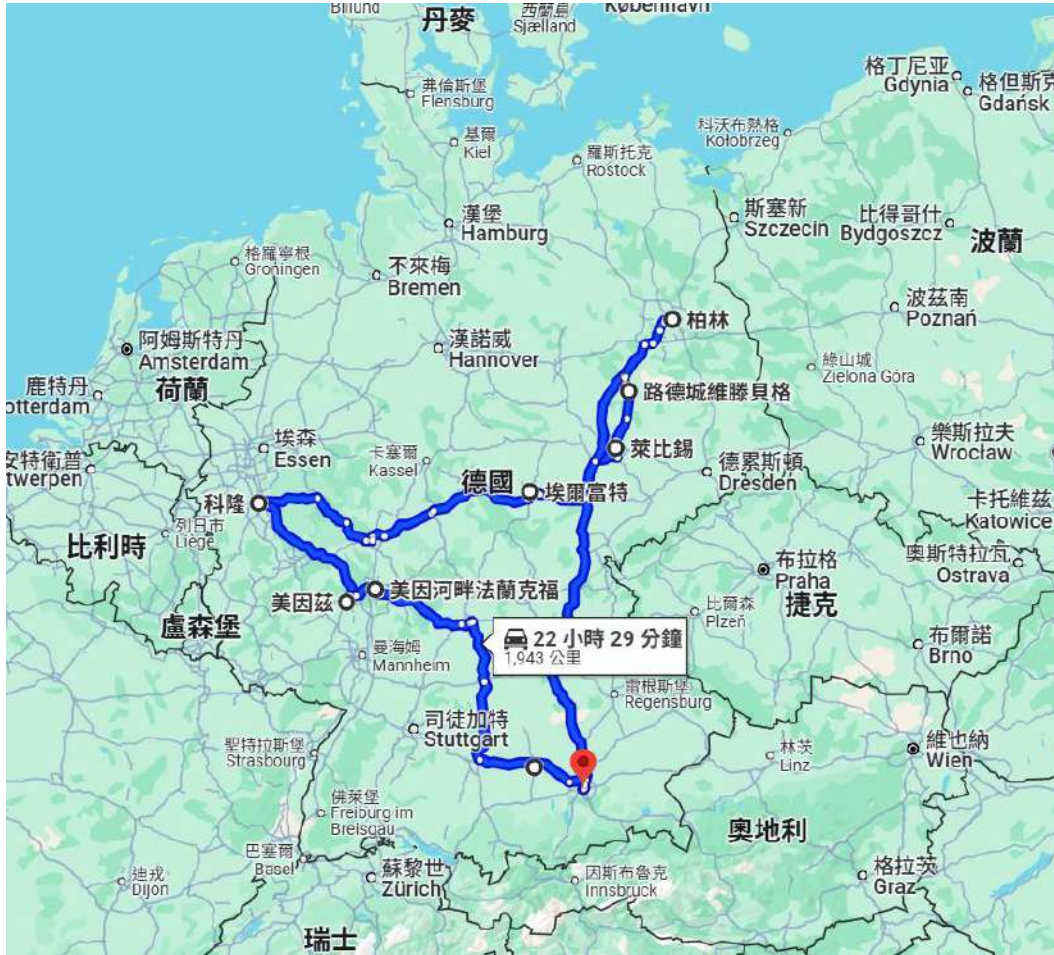 Billund
丹麥
西蘭島
Sjælland
København
弗倫斯堡
Flensburg
基爾
Kiel
羅斯托克
Rostock
科沃布熱格
Kołobrzeg
格丁尼亚
Gdynia
格但斯克
Gdańsk
漢堡
Hamburg
斯塞新
Szczecin
比得哥什
Bydgoszcz
波蘭
格羅寧根
Groningen
不來梅
Bremen
波茲南
Poznań
柏林
阿姆斯特丹
Amsterdam
漢諾威
Hannover
綠山城
Zielona Góra
鹿特丹
otterdam
荷蘭
路德城維滕貝格
埃森
Essen
卡塞爾
Kassel
萊比錫
樂斯拉夫
Wrocław
安特衛普
twerpen
德國
埃爾富特
德累斯頓
Dresden
科隆
卡托維茲
Katowice
列日市
Liège
比利時
布拉格
Praha
奧斯特拉瓦
Ostrava
美因河畔法蘭克福
美因茲
比爾森
Plzeň
捷克
盧森堡
22 小時 29 分鐘
1,943 公里
布爾諾
Brno
曼海姆
Mannheim
雷根斯堡
Regensburg
司徒加特
Stuttgart
聖特拉斯堡
Strasbourg
林茨
Linz
維也納
Wien
佛萊堡
Freiburg im
Breisgau
奧地利
巴塞爾
Basel
蘇黎世
Zürich
迪戎
Dijon
因斯布魯克
Innsbruck
格拉茨
Graz
瑞士